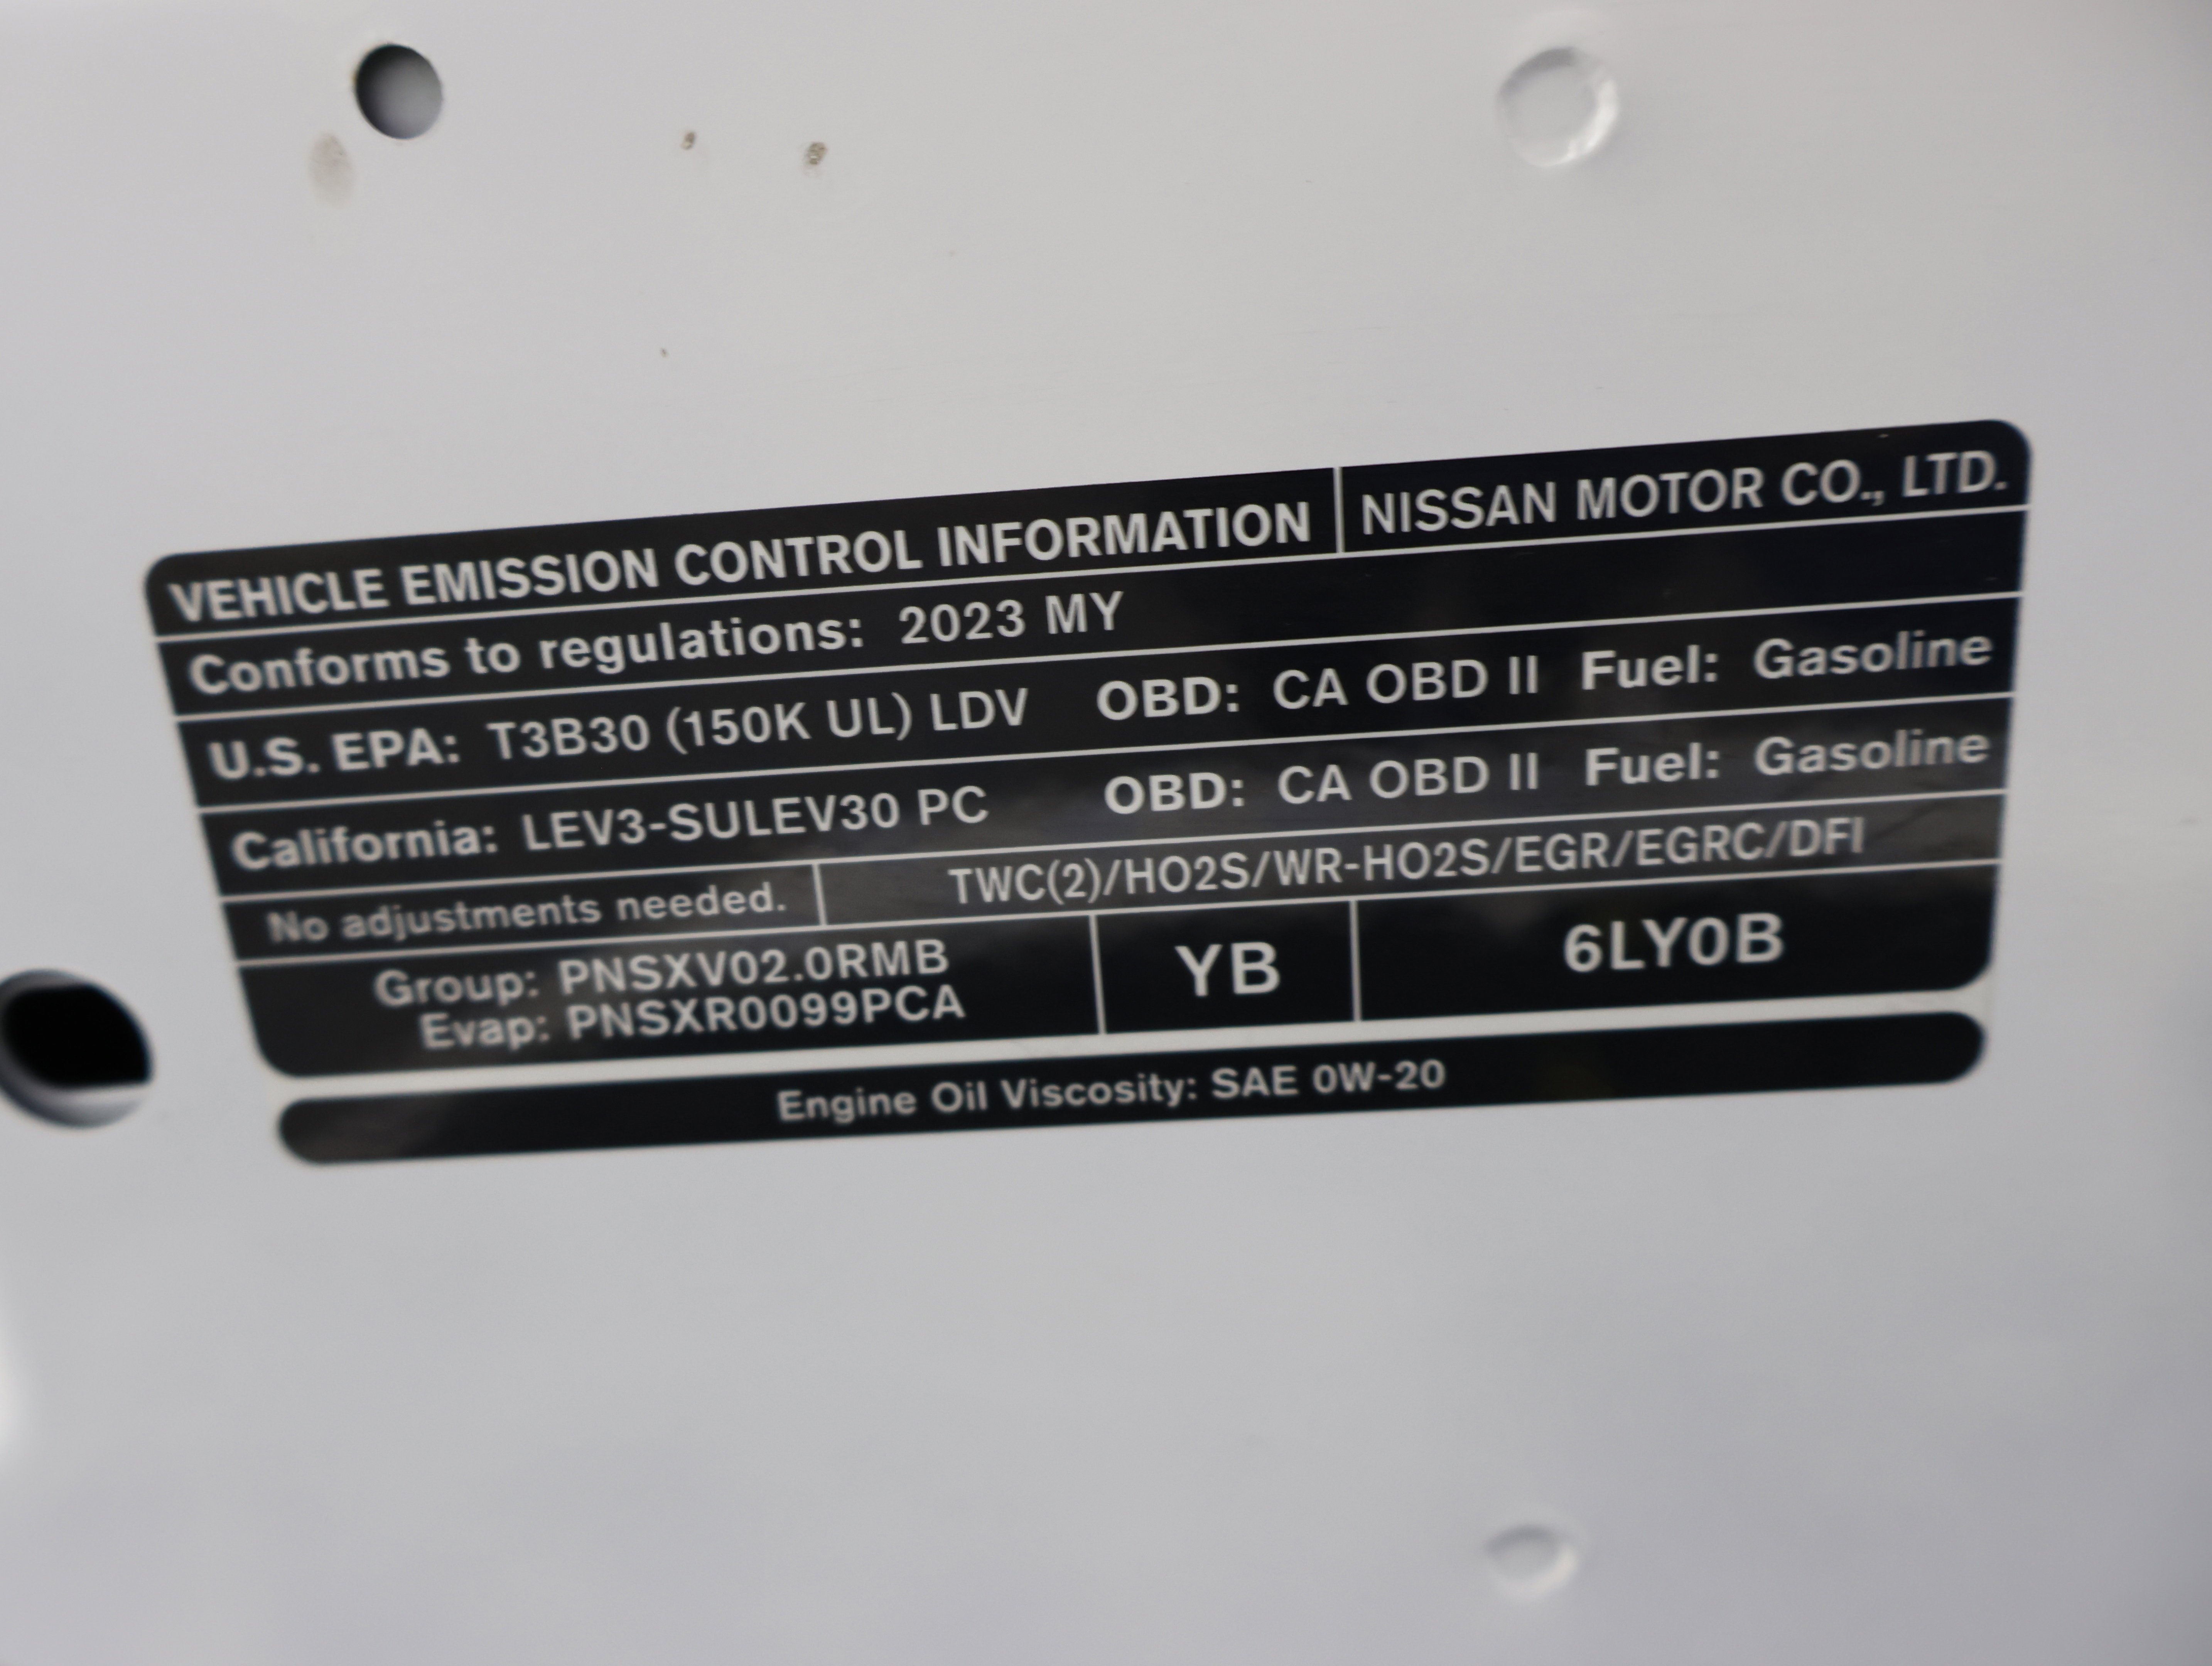 VEHICLE EMISSION CONTROL INFORMATION NISSAN MOTOR CO., LTD.
Conforms to regulations: 2023 MY
U.S. EPA: T3B30 (150K UL) LDV OBD: CA OBD II Fuel: Gasoline
California: LEV3-SULEV30 PC OBD: CA OBD II Fuel: Gasoline
No adjustments needed. TWC(2)/HO2S/WR-HO2S/EGR/EGRC/DFI
Group: PNSXV02.0RMB
Evap: PNSXR0099PCA
YB
6LY0B
Engine Oil Viscosity: SAE 0W-20